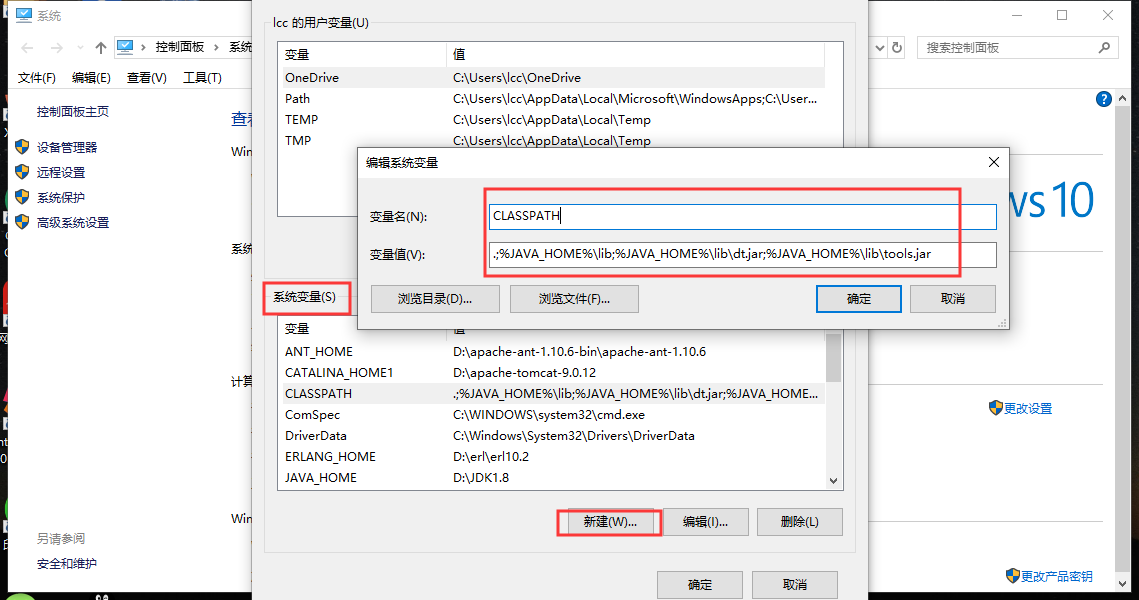 系统
控制面板
系统
搜索控制面板
文件(F) 编辑(E) 查看(V) 工具(T)
控制面板主页
设备管理器
远程设置
系统保护
高级系统设置
另请参阅
安全和维护
Win
系统
计算
Win
lcc 的用户变量(U)
变量 值
OneDrive C:\Users\lcc\OneDrive
Path C:\Users\lcc\AppData\Local\Microsoft\WindowsApps;C:\User...
TEMP C:\Users\lcc\AppData\Local\Temp
TMP C:\Users\lcc\AppData\Local\Temp
编辑系统变量
变量名(N): CLASSPATH
变量值(V): .;%JAVA_HOME%\lib;%JAVA_HOME%\lib\dt.jar;%JAVA_HOME%\lib\tools.jar
浏览目录(D)... 浏览文件(F)... 确定 取消
系统变量(S)
变量 值
ANT_HOME D:\apache-ant-1.10.6-bin\apache-ant-1.10.6
CATALINA_HOME1 D:\apache-tomcat-9.0.12
CLASSPATH .;%JAVA_HOME%\lib;%JAVA_HOME%\lib\dt.jar;%JAVA_HOME...
ComSpec C:\WINDOWS\system32\cmd.exe
DriverData C:\Windows\System32\Drivers\DriverData
ERLANG_HOME D:\erl\erl10.2
JAVA_HOME D:\JDK1.8
新建(W)... 编辑(I)... 删除(L)
确定 取消
?
ws 10
更改设置
更改产品密钥